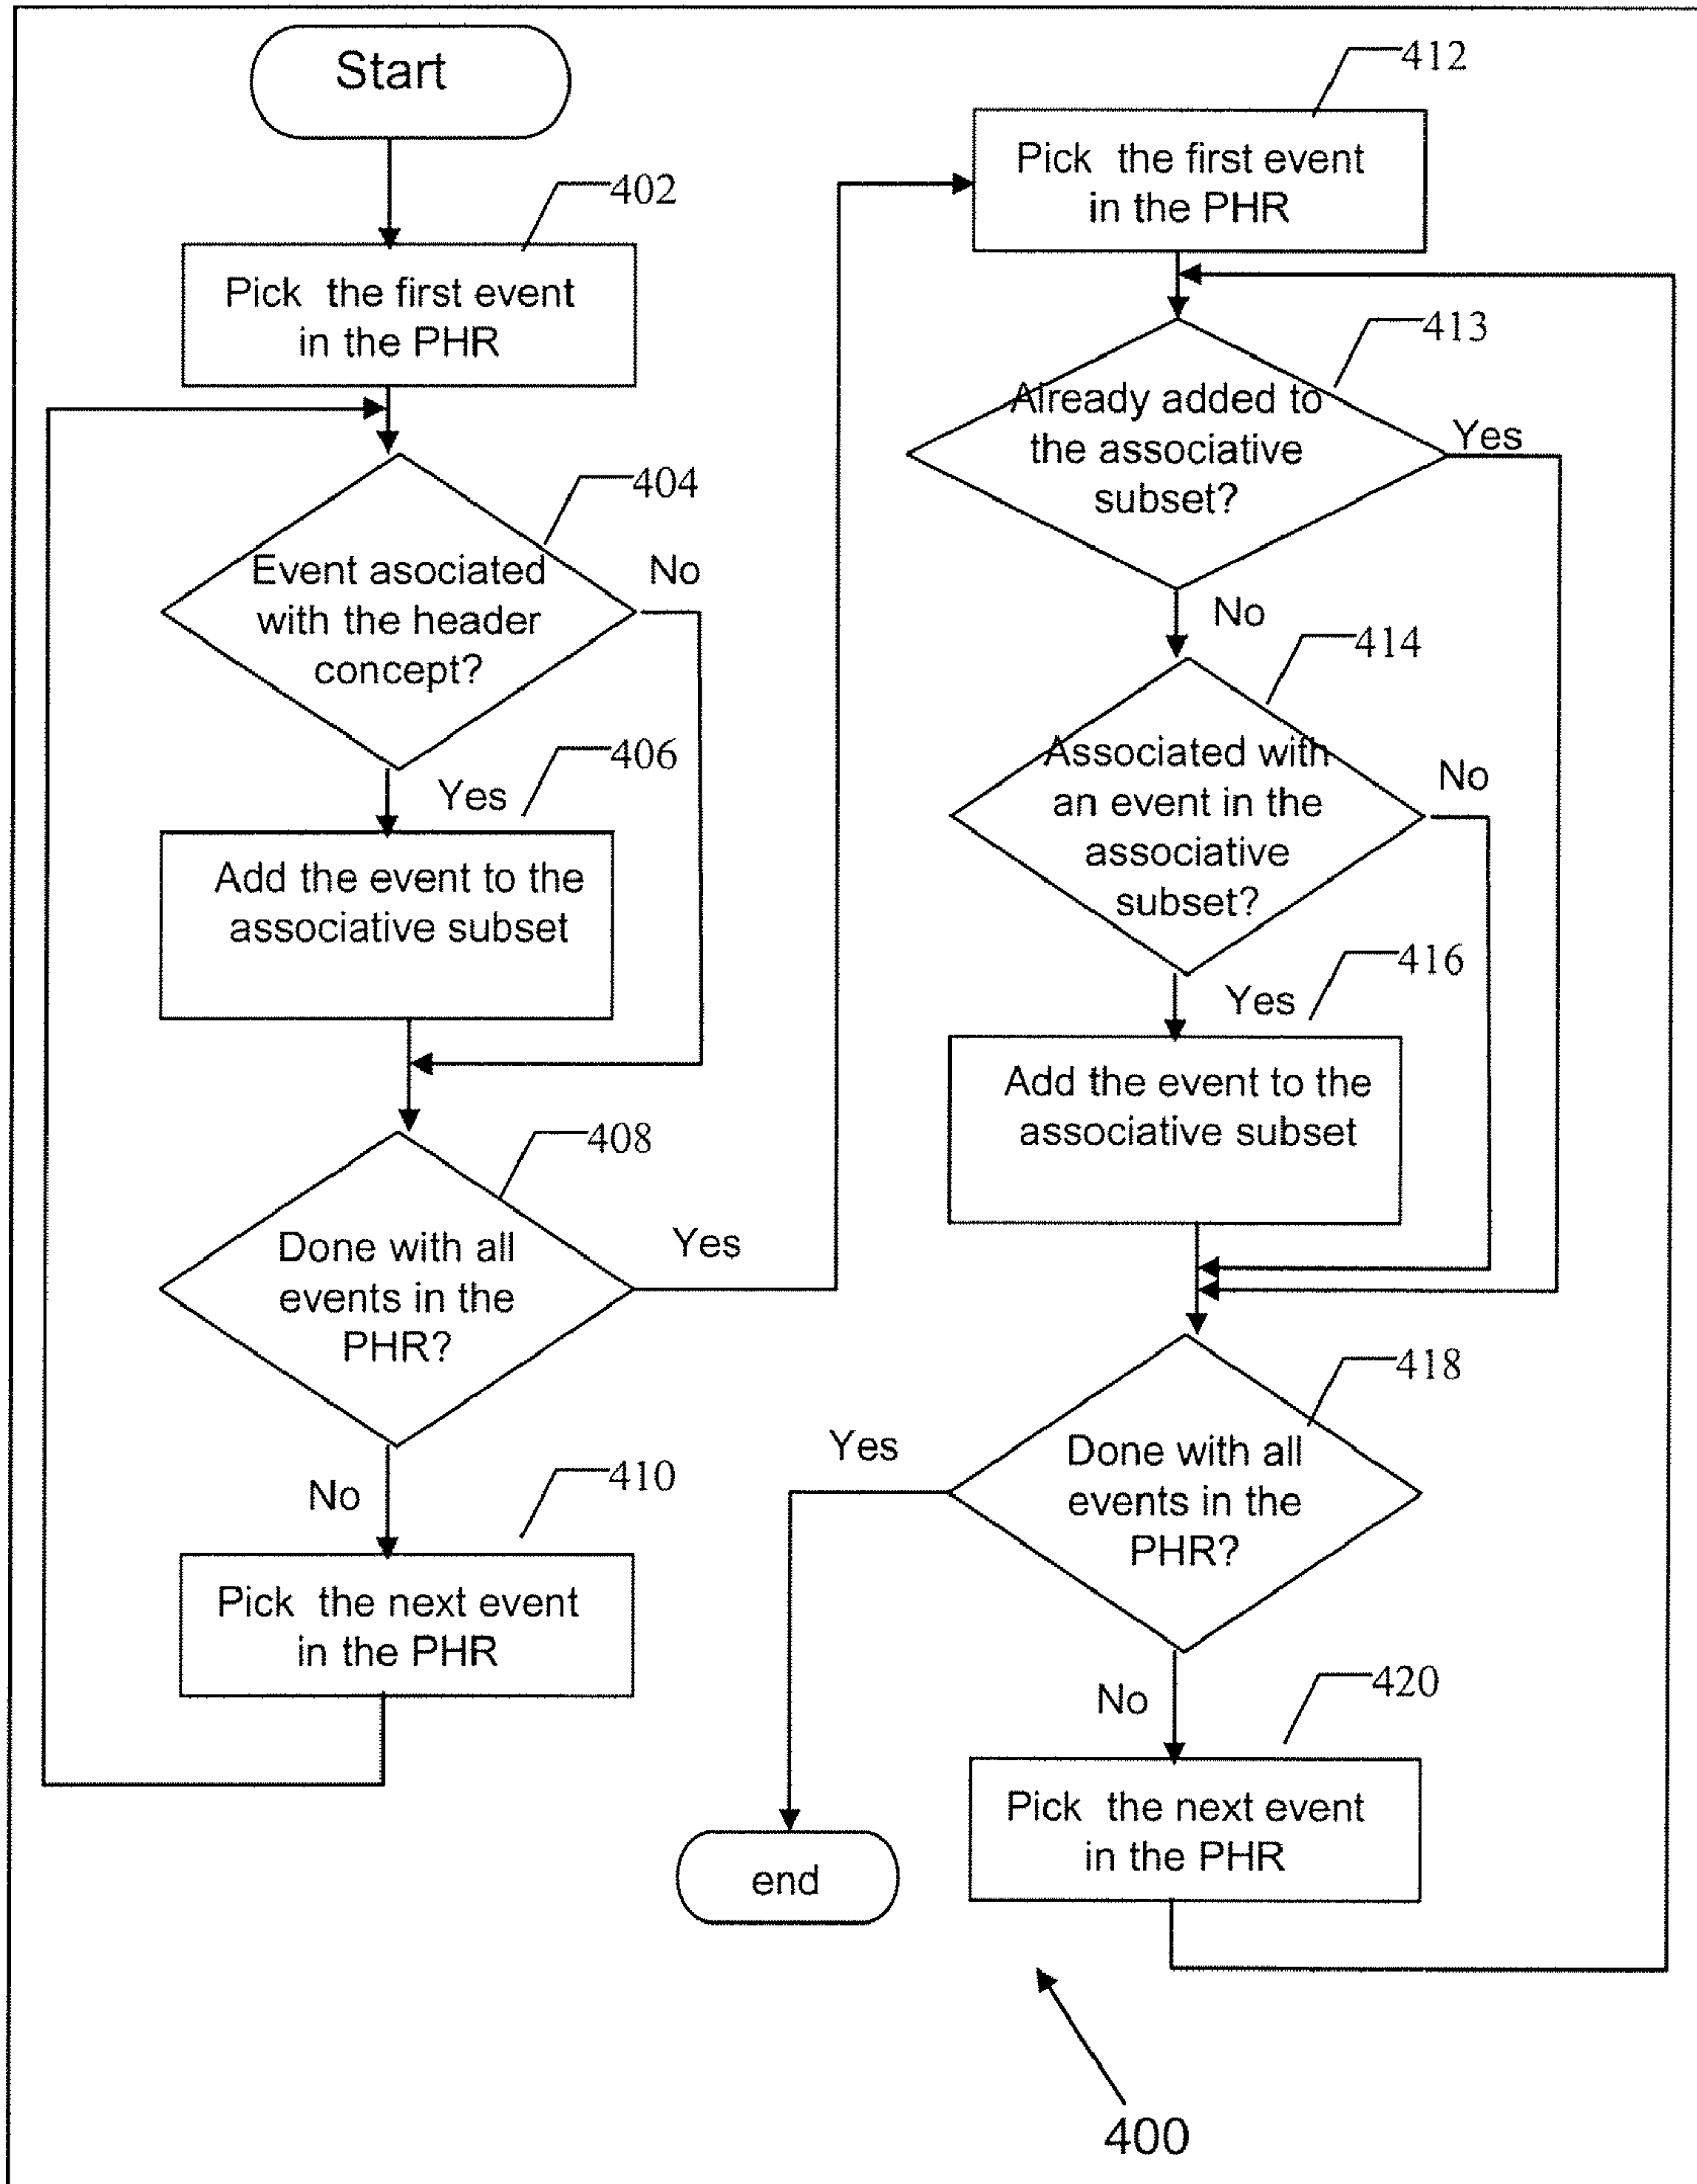 Start
402
Pick the first event
in the PHR
404
Event asociated
with the header
concept?
No
Yes
406
Add the event to the
associative subset
408
Done with all
events in the
PHR?
Yes
No
410
Pick the next event
in the PHR
412
Pick the first event
in the PHR
413
Already added to
the associative
subset?
Yes
No
414
Associated with
an event in the
associative
subset?
No
Yes
416
Add the event to the
associative subset
418
Done with all
events in the
PHR?
Yes
No
420
Pick the next event
in the PHR
end
400